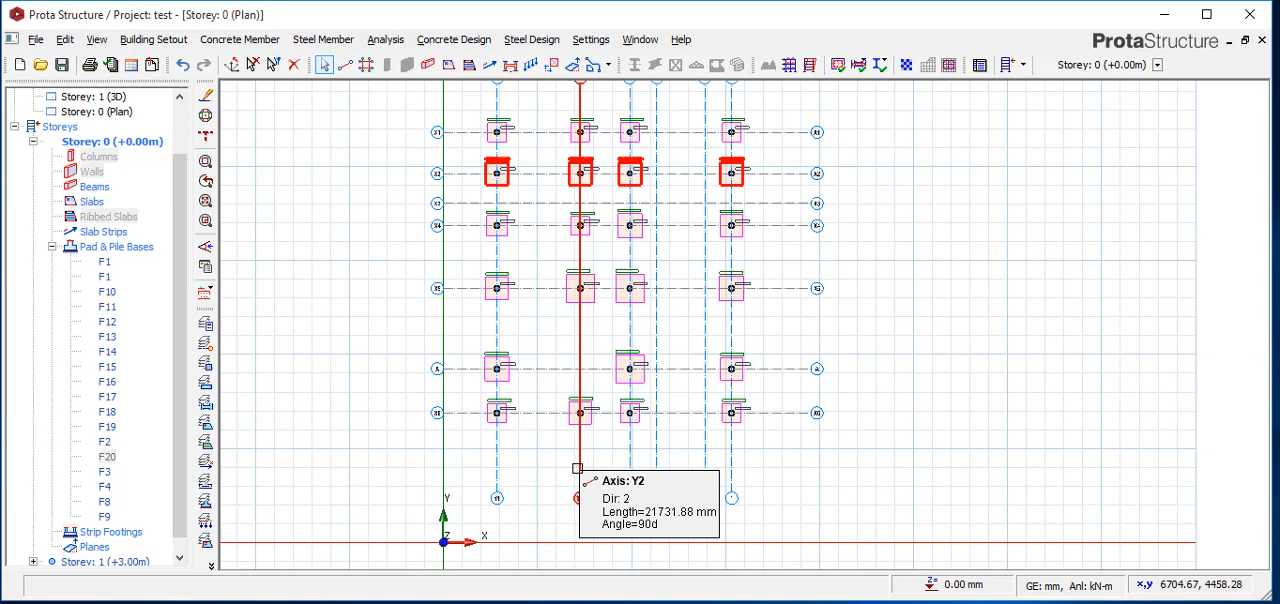 Prota Structure / Project: test - [Storey: 0 (Plan)]
File Edit View Building Setout Concrete Member Steel Member Analysis Concrete Design Steel Design Settings Window Help
ProtaStructure
Storey: 0 (+0.00m)
Storey: 1 (3D)
Storey: 0 (Plan)
Storeys
Storey: 0 (+0.00m)
Columns
Walls
Beams
Slabs
Ribbed Slabs
Slab Strips
Pad & Pile Bases
F1
F1
F10
F11
F12
F13
F14
F15
F16
F17
F18
F19
F2
F20
F3
F4
F8
F9
Strip Footings
Planes
Storey: 1 (+3.00m)
X1 X1
X2 X2
A A
Y
Z
X
Axis: Y2
Dir: 2
Length=21731.88 mm
Angle=90d
Z= 0.00 mm
GE: mm, Anl: kN-m
x,y 6704.67, 4458.28